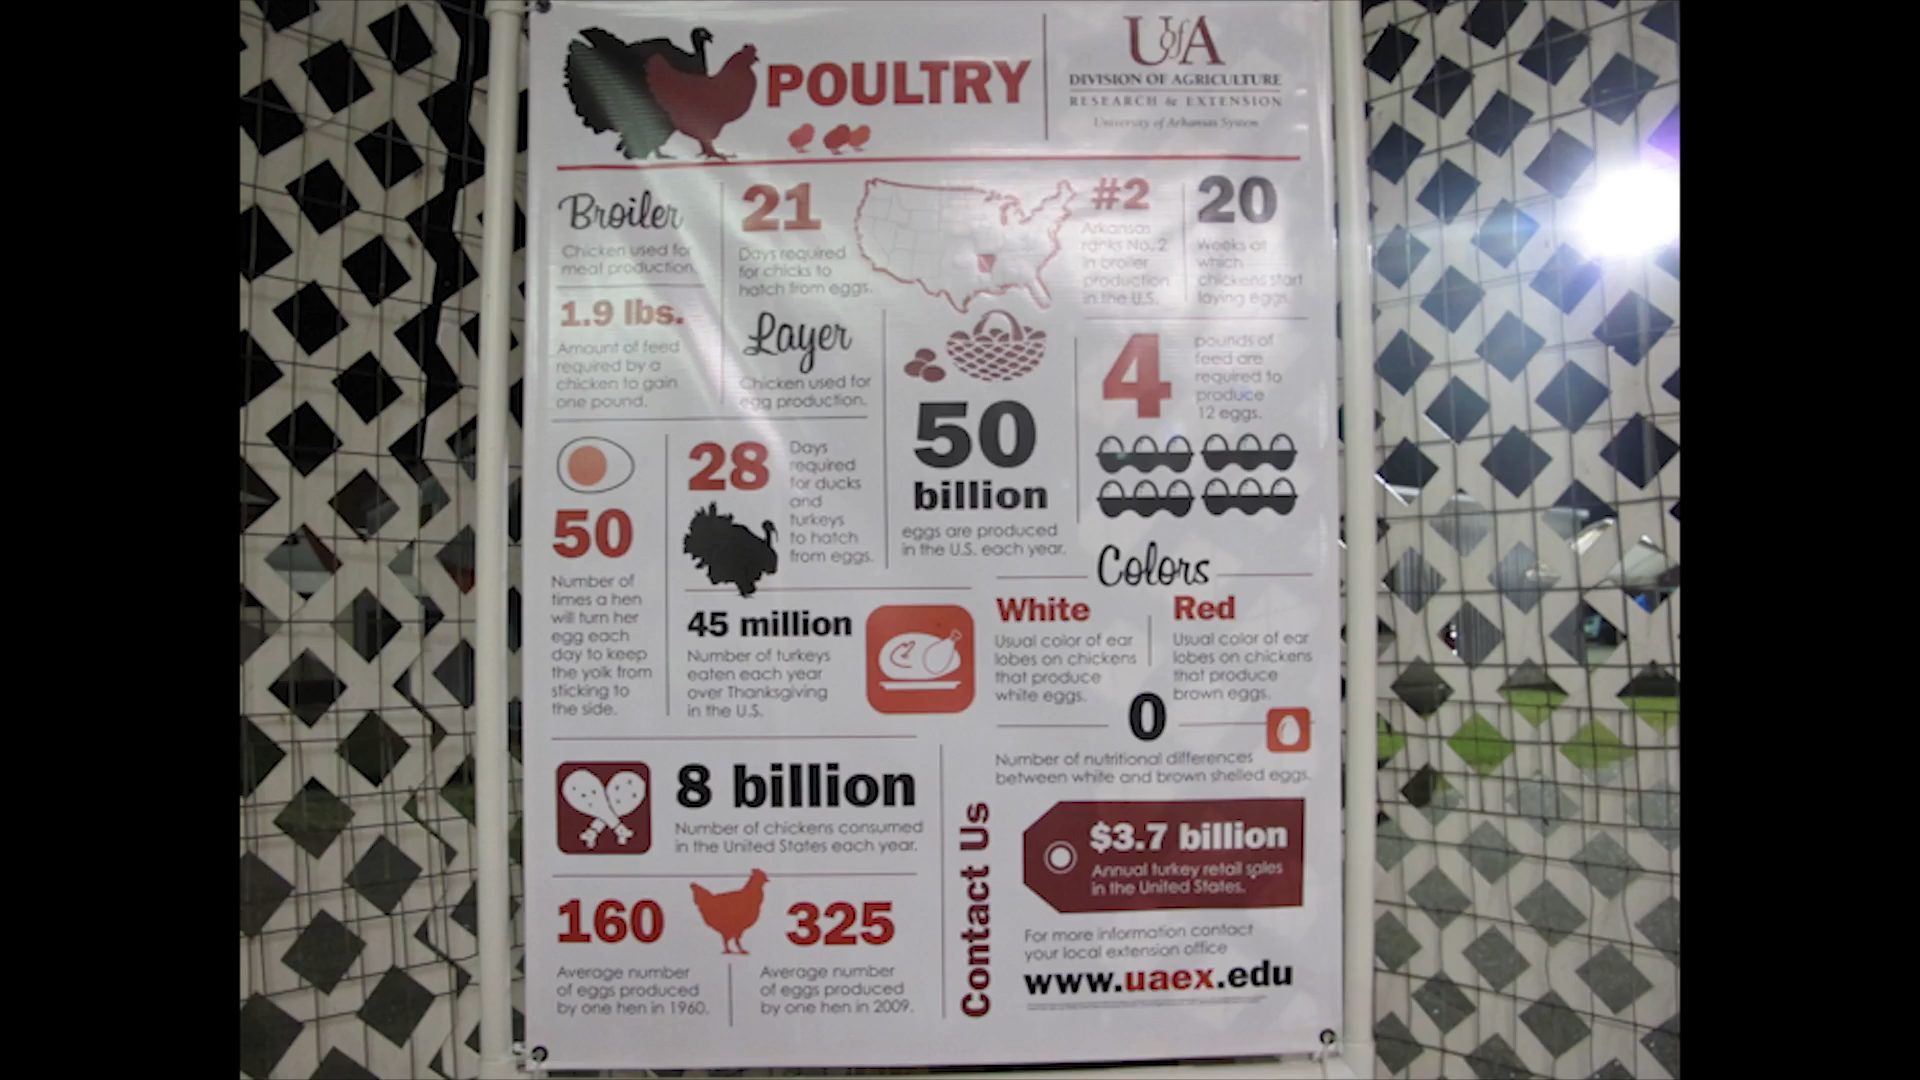 POULTRY
U of A
DIVISION OF AGRICULTURE
RESEARCH & EXTENSION
University of Arkansas System
Broiler
Chicken used for
meat production.
1.9 lbs.
Amount of feed
required by a
chicken to gain
one pound.
21
Days required
for chicks to
hatch from eggs.
Layer
Chicken used for
egg production.
#2
Arkansas
ranks No. 2
in broiler
production
in the U.S.
20
Weeks at
which
chickens start
laying eggs.
50
billion
eggs are produced
in the U.S. each year.
4
pounds of
feed are
required to
produce
12 eggs.
50
Number of
times a hen
will turn her
egg each
day to keep
the yolk from
sticking to
the side.
28
Days
required
for ducks
and
turkeys
to hatch
from eggs.
45 million
Number of turkeys
eaten each year
over Thanksgiving
in the U.S.
Colors
White
Usual color of ear
lobes on chickens
that produce
white eggs.
Red
Usual color of ear
lobes on chickens
that produce
brown eggs.
0
Number of nutritional differences
between white and brown shelled eggs.
8 billion
Number of chickens consumed
in the United States each year.
160
Average number
of eggs produced
by one hen in 1960.
325
Average number
of eggs produced
by one hen in 2009.
Contact Us
$3.7 billion
Annual turkey retail sales
in the United States.
For more information contact
your local extension office
www.uaex.edu